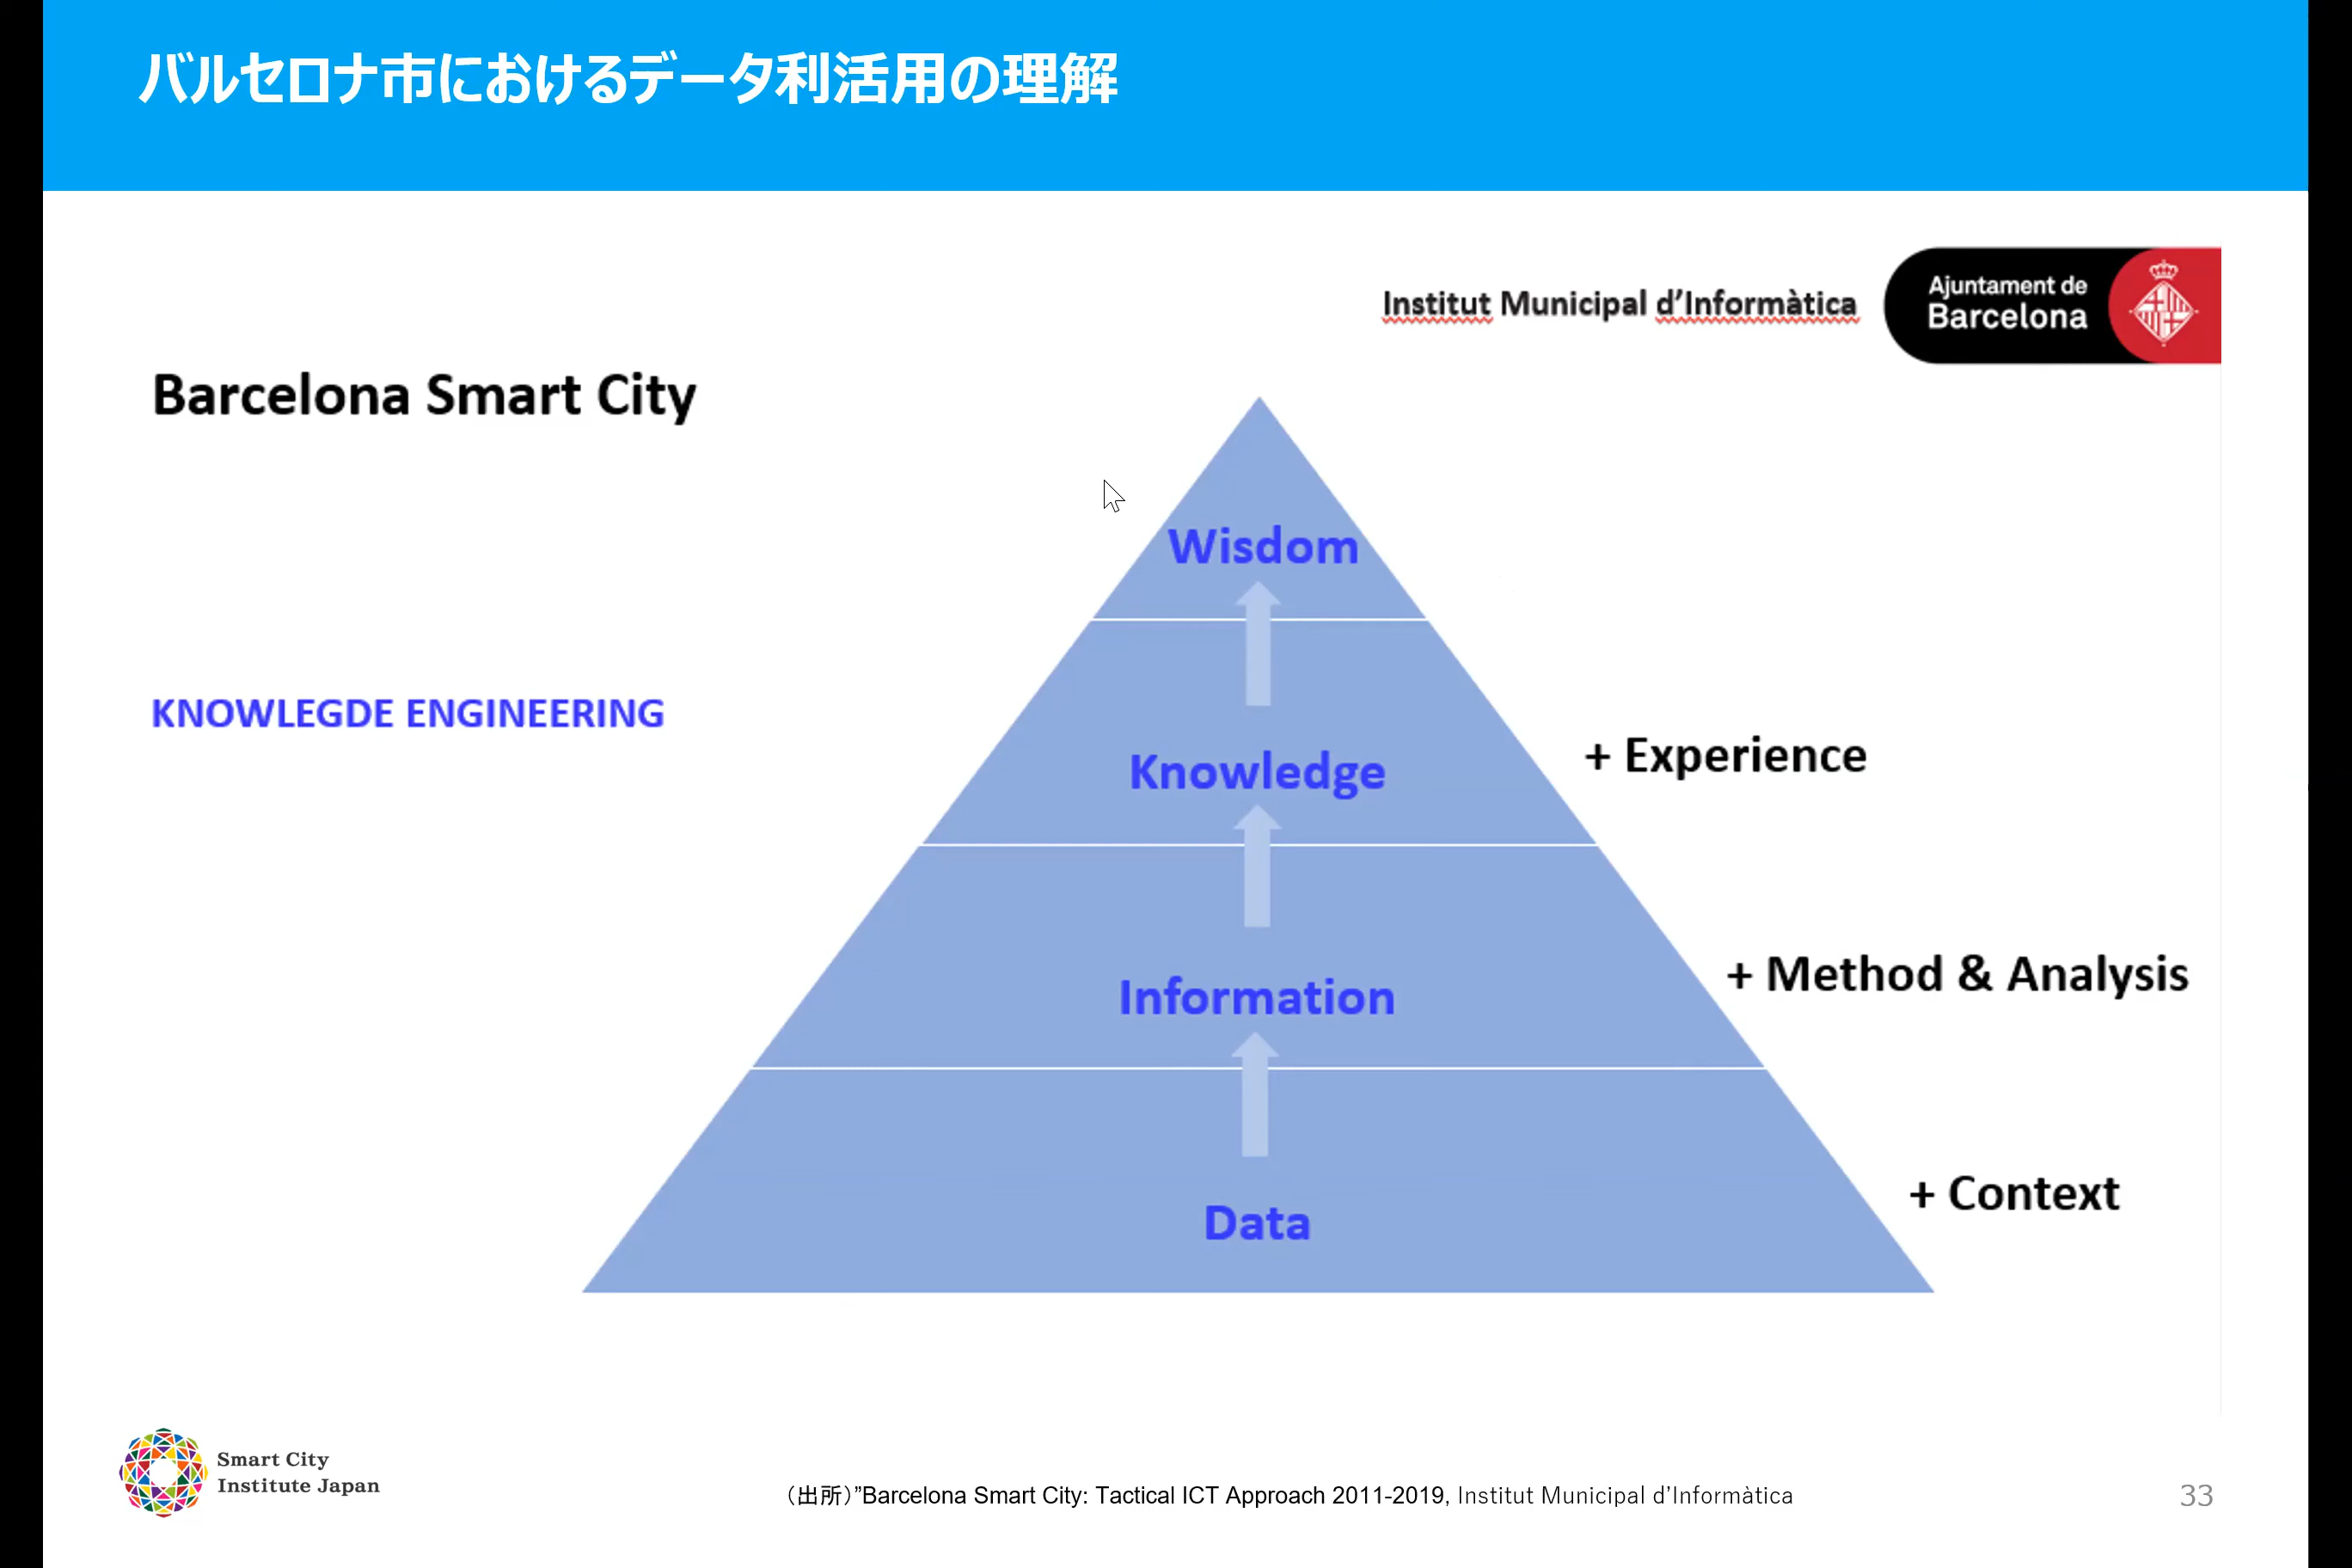 バルセロナ市におけるデータ利活用の理解
Institut Municipal d’Informàtica
Ajuntament de
Barcelona
Barcelona Smart City
Wisdom
KNOWLEGDE ENGINEERING
Knowledge
+ Experience
Information
+ Method & Analysis
Data
+ Context
Smart City
Institute Japan
（出所）”Barcelona Smart City: Tactical ICT Approach 2011-2019, Institut Municipal d’Informàtica
33